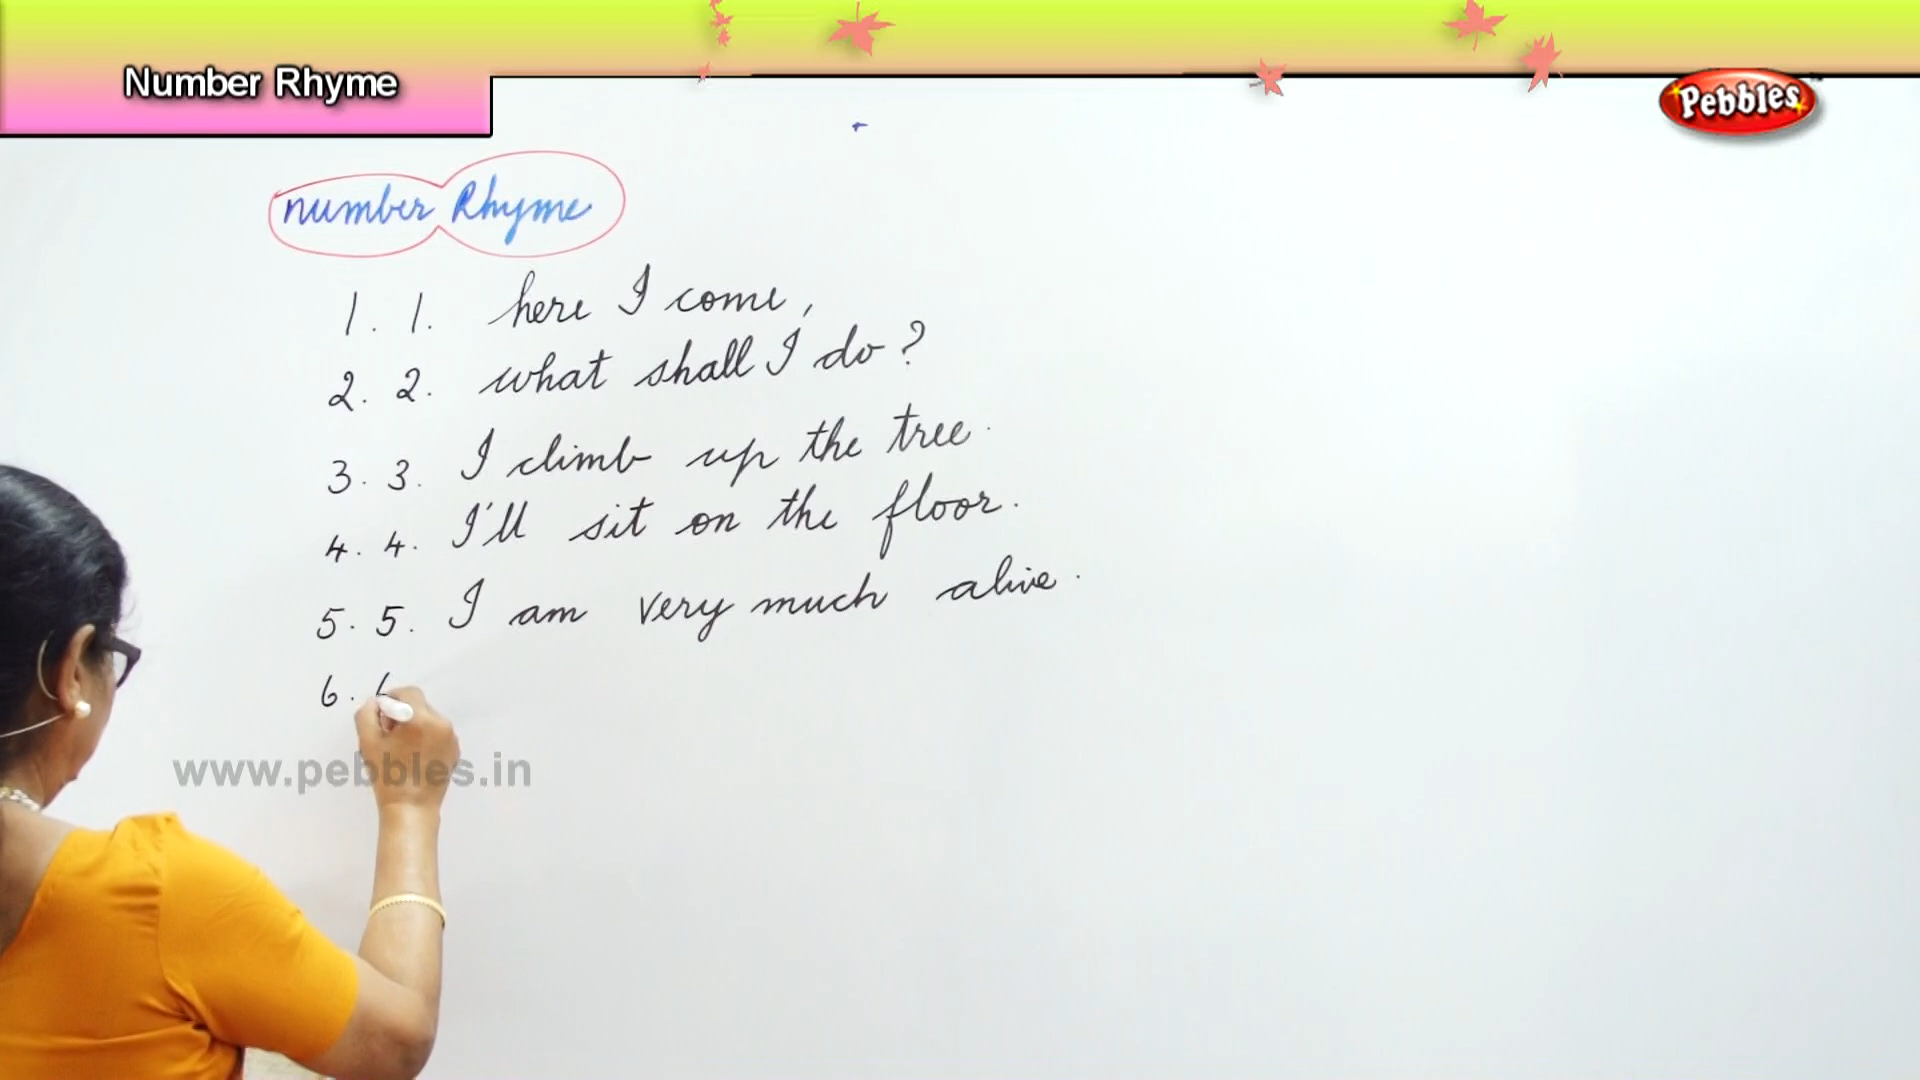 Number Rhyme
Pebbles
number Rhyme
1. 1. here I come,
2. 2. what shall I do?
3. 3. I climb up the tree.
4. 4. I'll sit on the floor.
5. 5. I am very much alive.
6. 6
www.pebbles.in